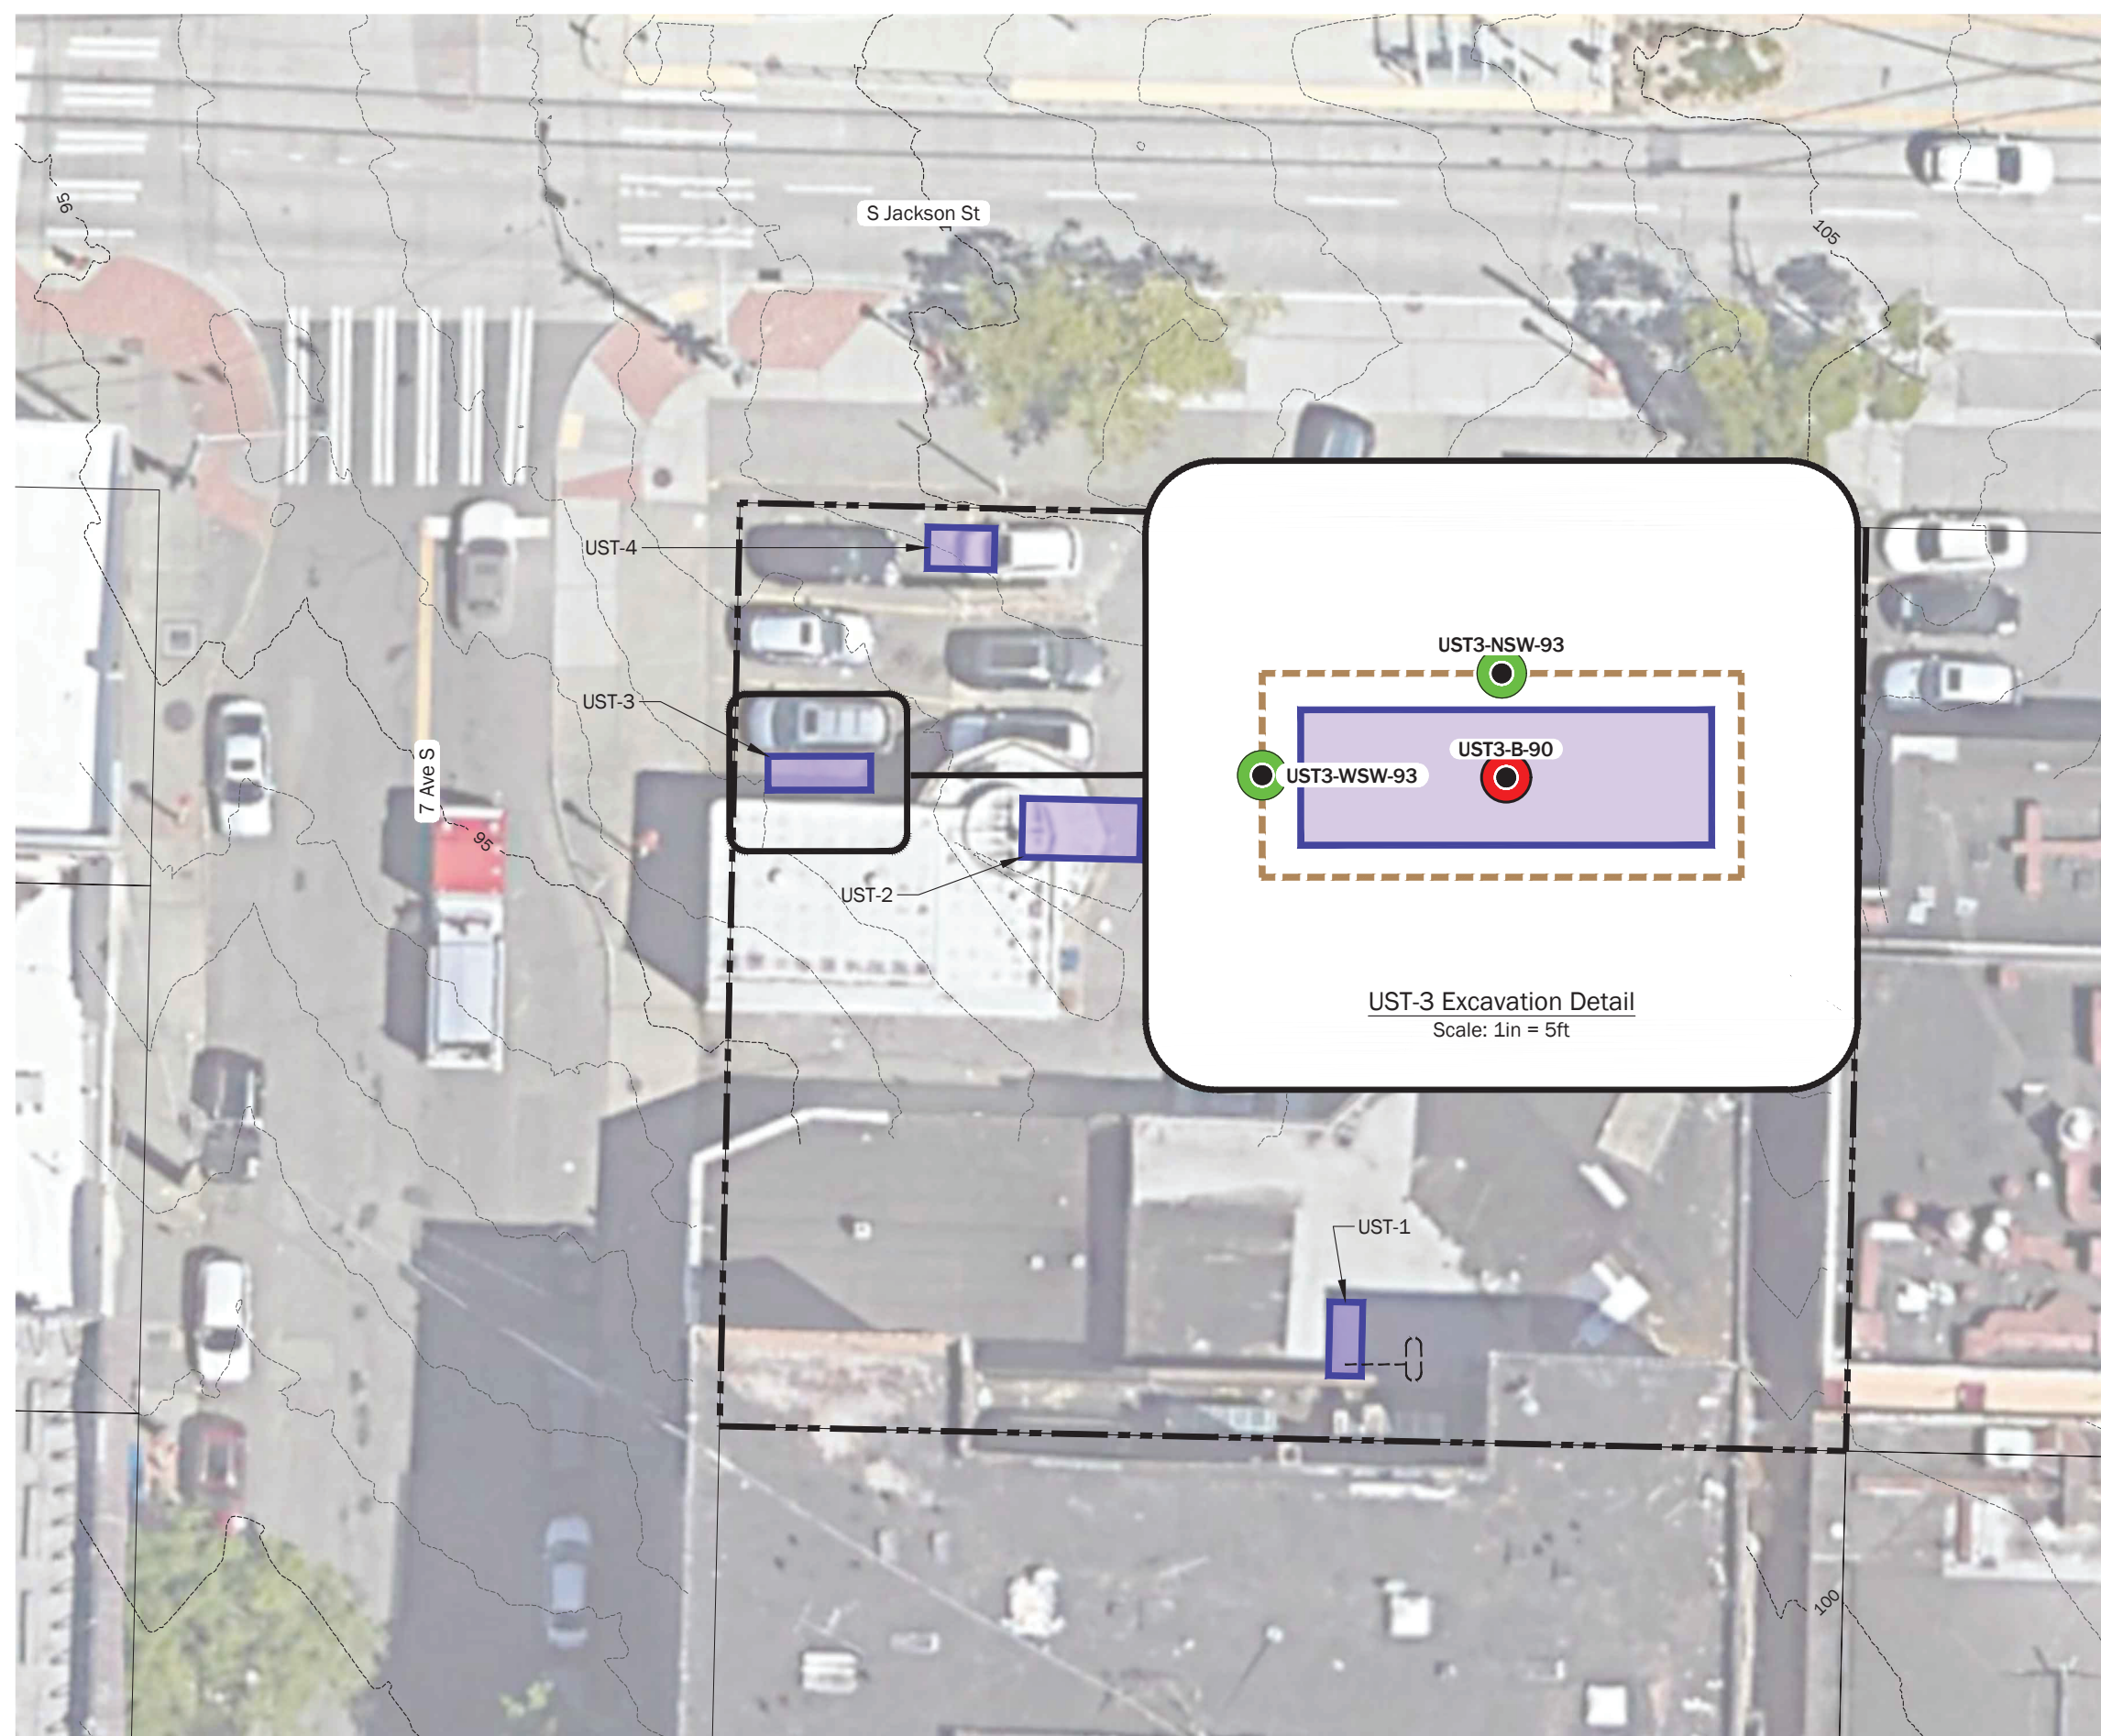 95
S Jackson St
105
UST-4
UST3-NSW-93
UST-3
UST3-B-90
UST3-WSW-93
7 Ave S
95
UST-2
UST-3 Excavation Detail
Scale: 1in = 5ft
UST-1
100